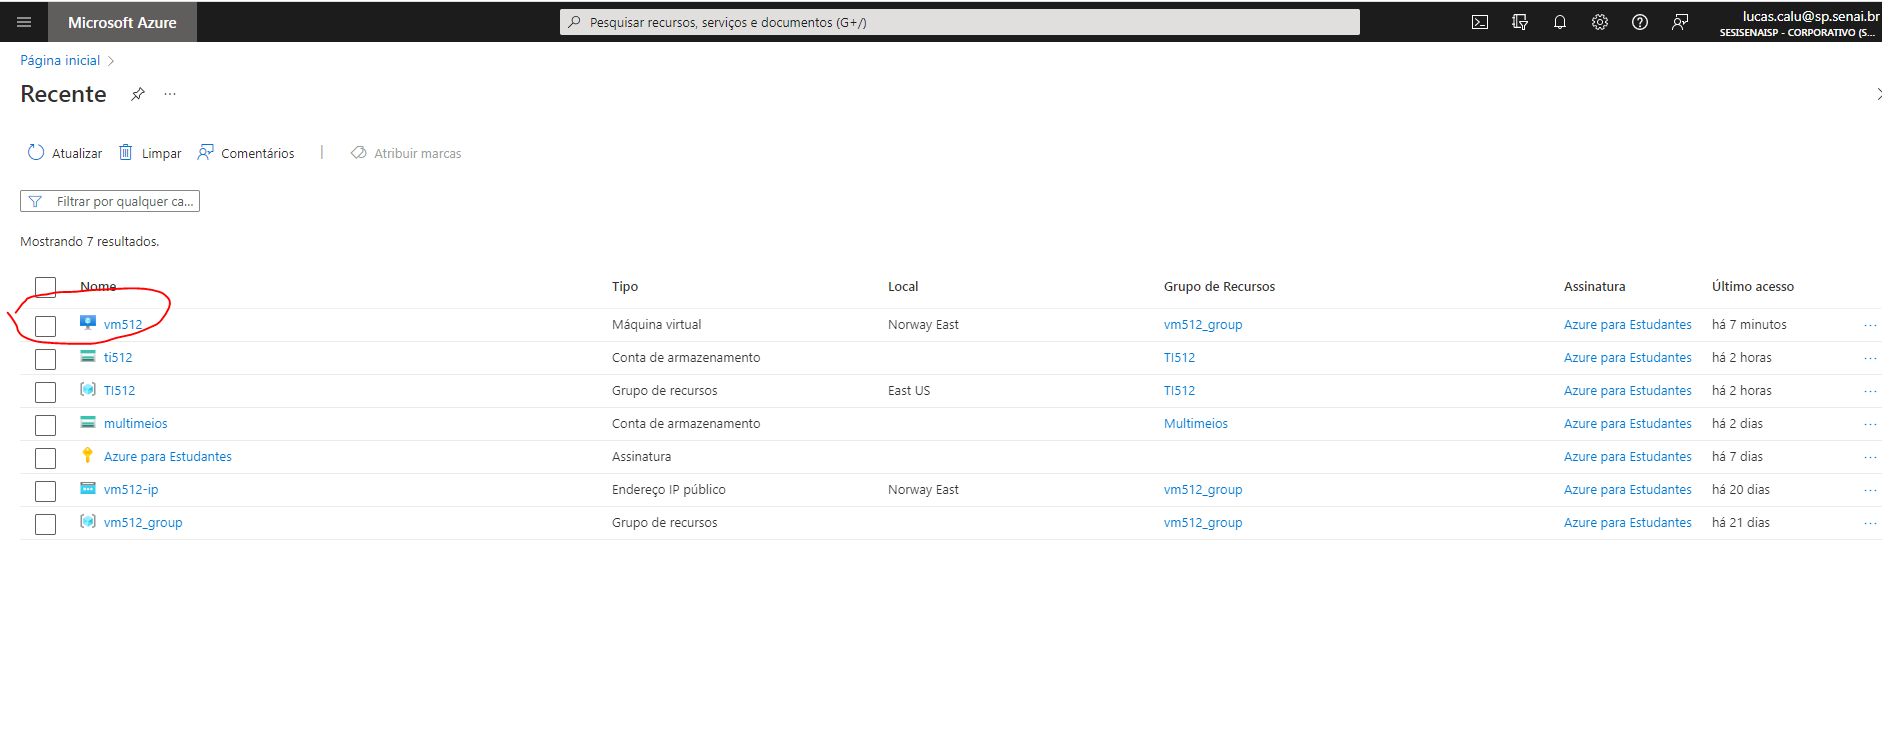 Microsoft Azure
Pesquisar recursos, serviços e documentos (G+/)
lucas.calu@sp.senai.br
SESISENAISP - CORPORATIVO (S...
Página inicial
Recente
Atualizar Limpar Comentários Atribuir marcas
Filtrar por qualquer ca...
Mostrando 7 resultados.
Nome Tipo Local Grupo de Recursos Assinatura Último acesso
vm512 Máquina virtual Norway East vm512_group Azure para Estudantes há 7 minutos
ti512 Conta de armazenamento TI512 Azure para Estudantes há 2 horas
TI512 Grupo de recursos East US TI512 Azure para Estudantes há 2 horas
multimeios Conta de armazenamento Multimeios Azure para Estudantes há 2 dias
Azure para Estudantes Assinatura Azure para Estudantes há 7 dias
vm512-ip Endereço IP público Norway East vm512_group Azure para Estudantes há 20 dias
vm512_group Grupo de recursos vm512_group Azure para Estudantes há 21 dias